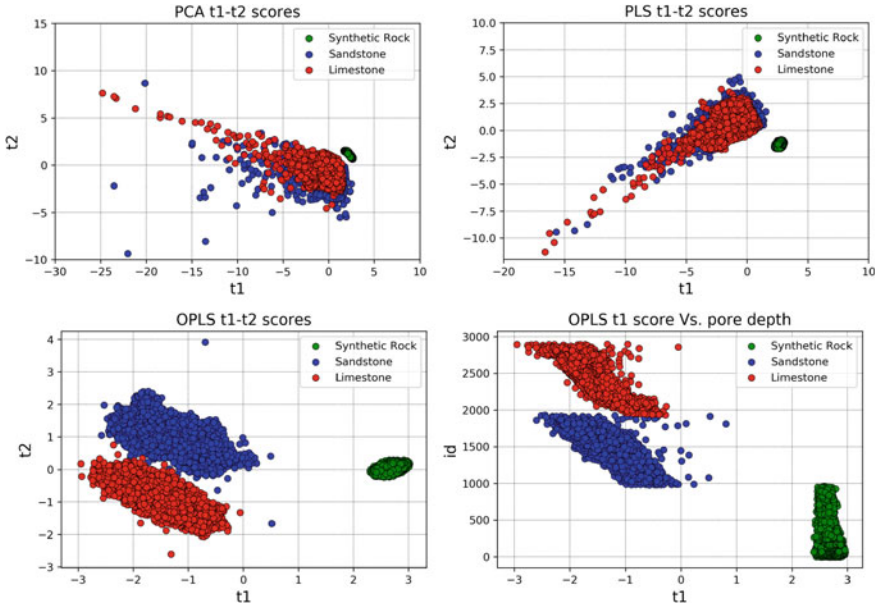 PCA t1-t2 scores
15
10
5
0
−5
−10
t2
−30
−25
−20
−15
−10
−5
0
5
10
t1
Synthetic Rock
Sandstone
Limestone
PLS t1-t2 scores
10.0
7.5
5.0
2.5
0.0
−2.5
−5.0
−7.5
−10.0
t2
−20
−15
−10
−5
0
5
10
t1
Synthetic Rock
Sandstone
Limestone
OPLS t1-t2 scores
4
3
2
1
0
−1
−2
−3
t2
−3
−2
−1
0
1
2
3
t1
Synthetic Rock
Sandstone
Limestone
OPLS t1 score Vs. pore depth
3000
2500
2000
1500
1000
500
0
id
−3
−2
−1
0
1
2
3
t1
Synthetic Rock
Sandstone
Limestone